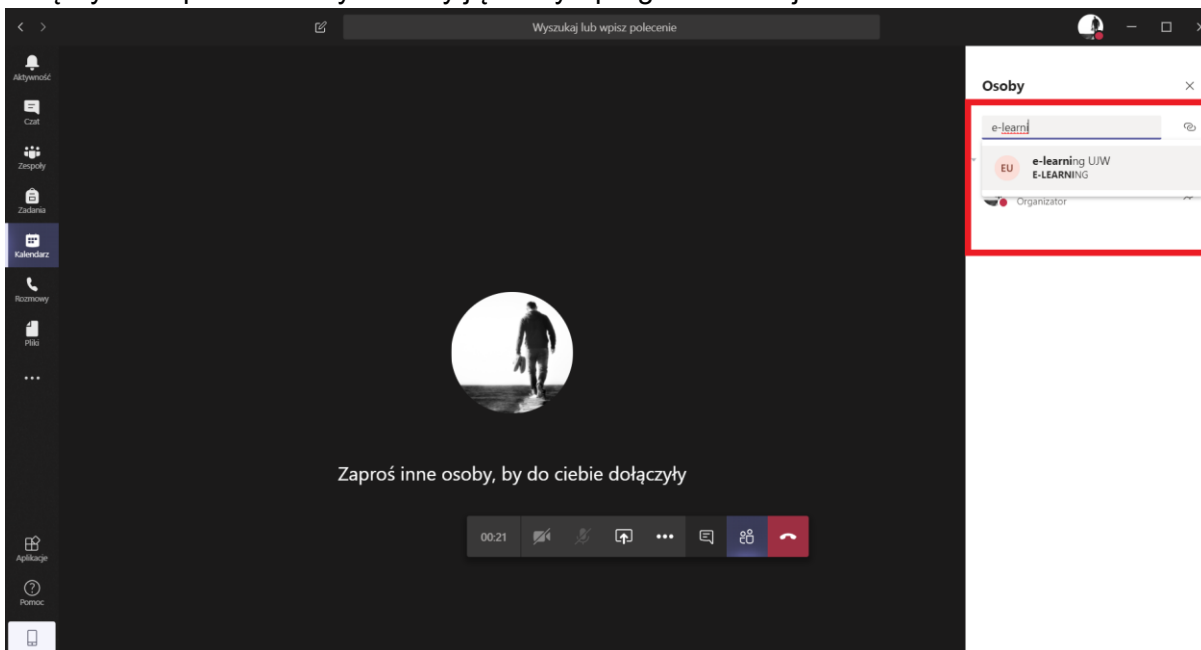 Wyszukaj lub wpisz polecenie
Aktywność
Czat
Zespoły
Zadania
Kalendarz
Rozmowy
Pliki
Aplikacje
Pomoc
Zaproś inne osoby, by do ciebie dołączyły
00:21
Osoby
e-learni
EU
e-learning UJW
E-LEARNING
Organizator